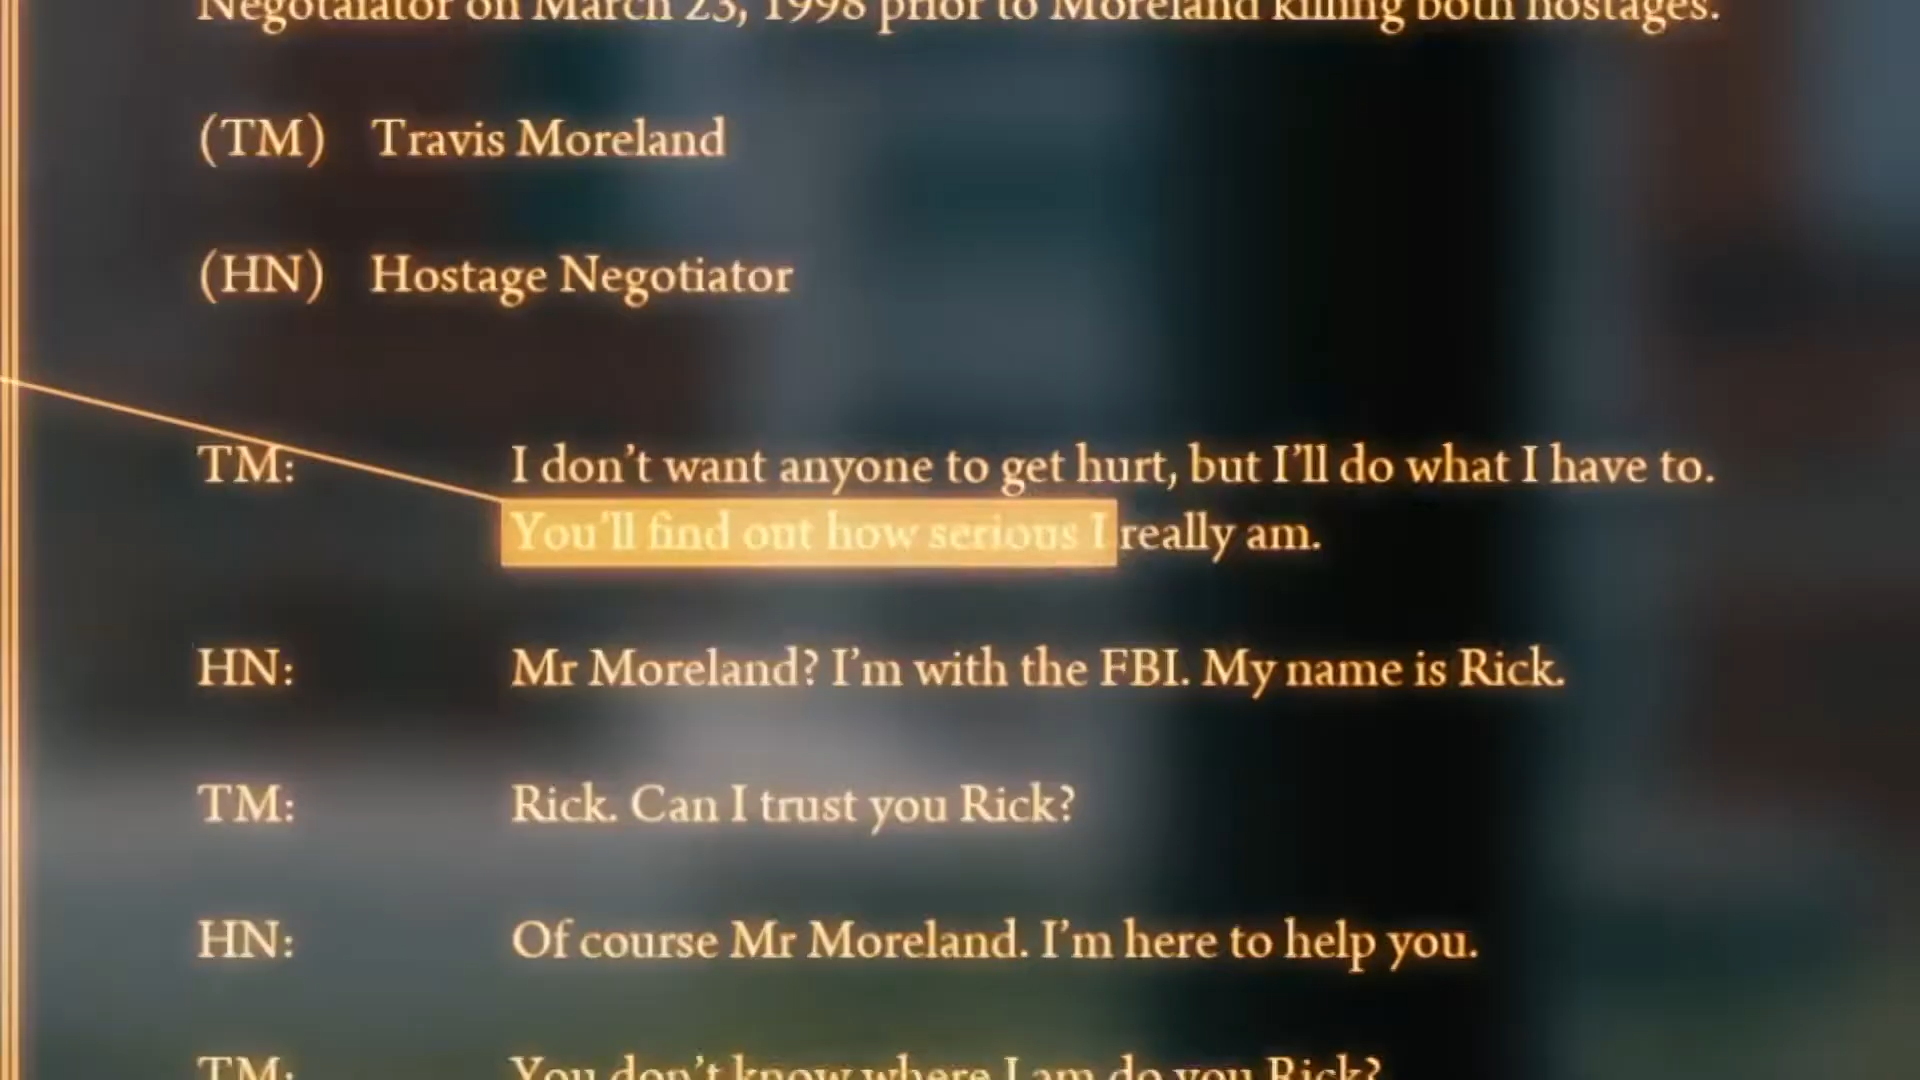 Negotaiator on March 23, 1998 prior to Moreland killing both hostages.
(TM) Travis Moreland
(HN) Hostage Negotiator
TM: I don't want anyone to get hurt, but I'll do what I have to.
You'll find out how serious I really am.
HN: Mr Moreland? I'm with the FBI. My name is Rick.
TM: Rick. Can I trust you Rick?
HN: Of course Mr Moreland. I'm here to help you.
TM: You don't know where I am do you Rick?